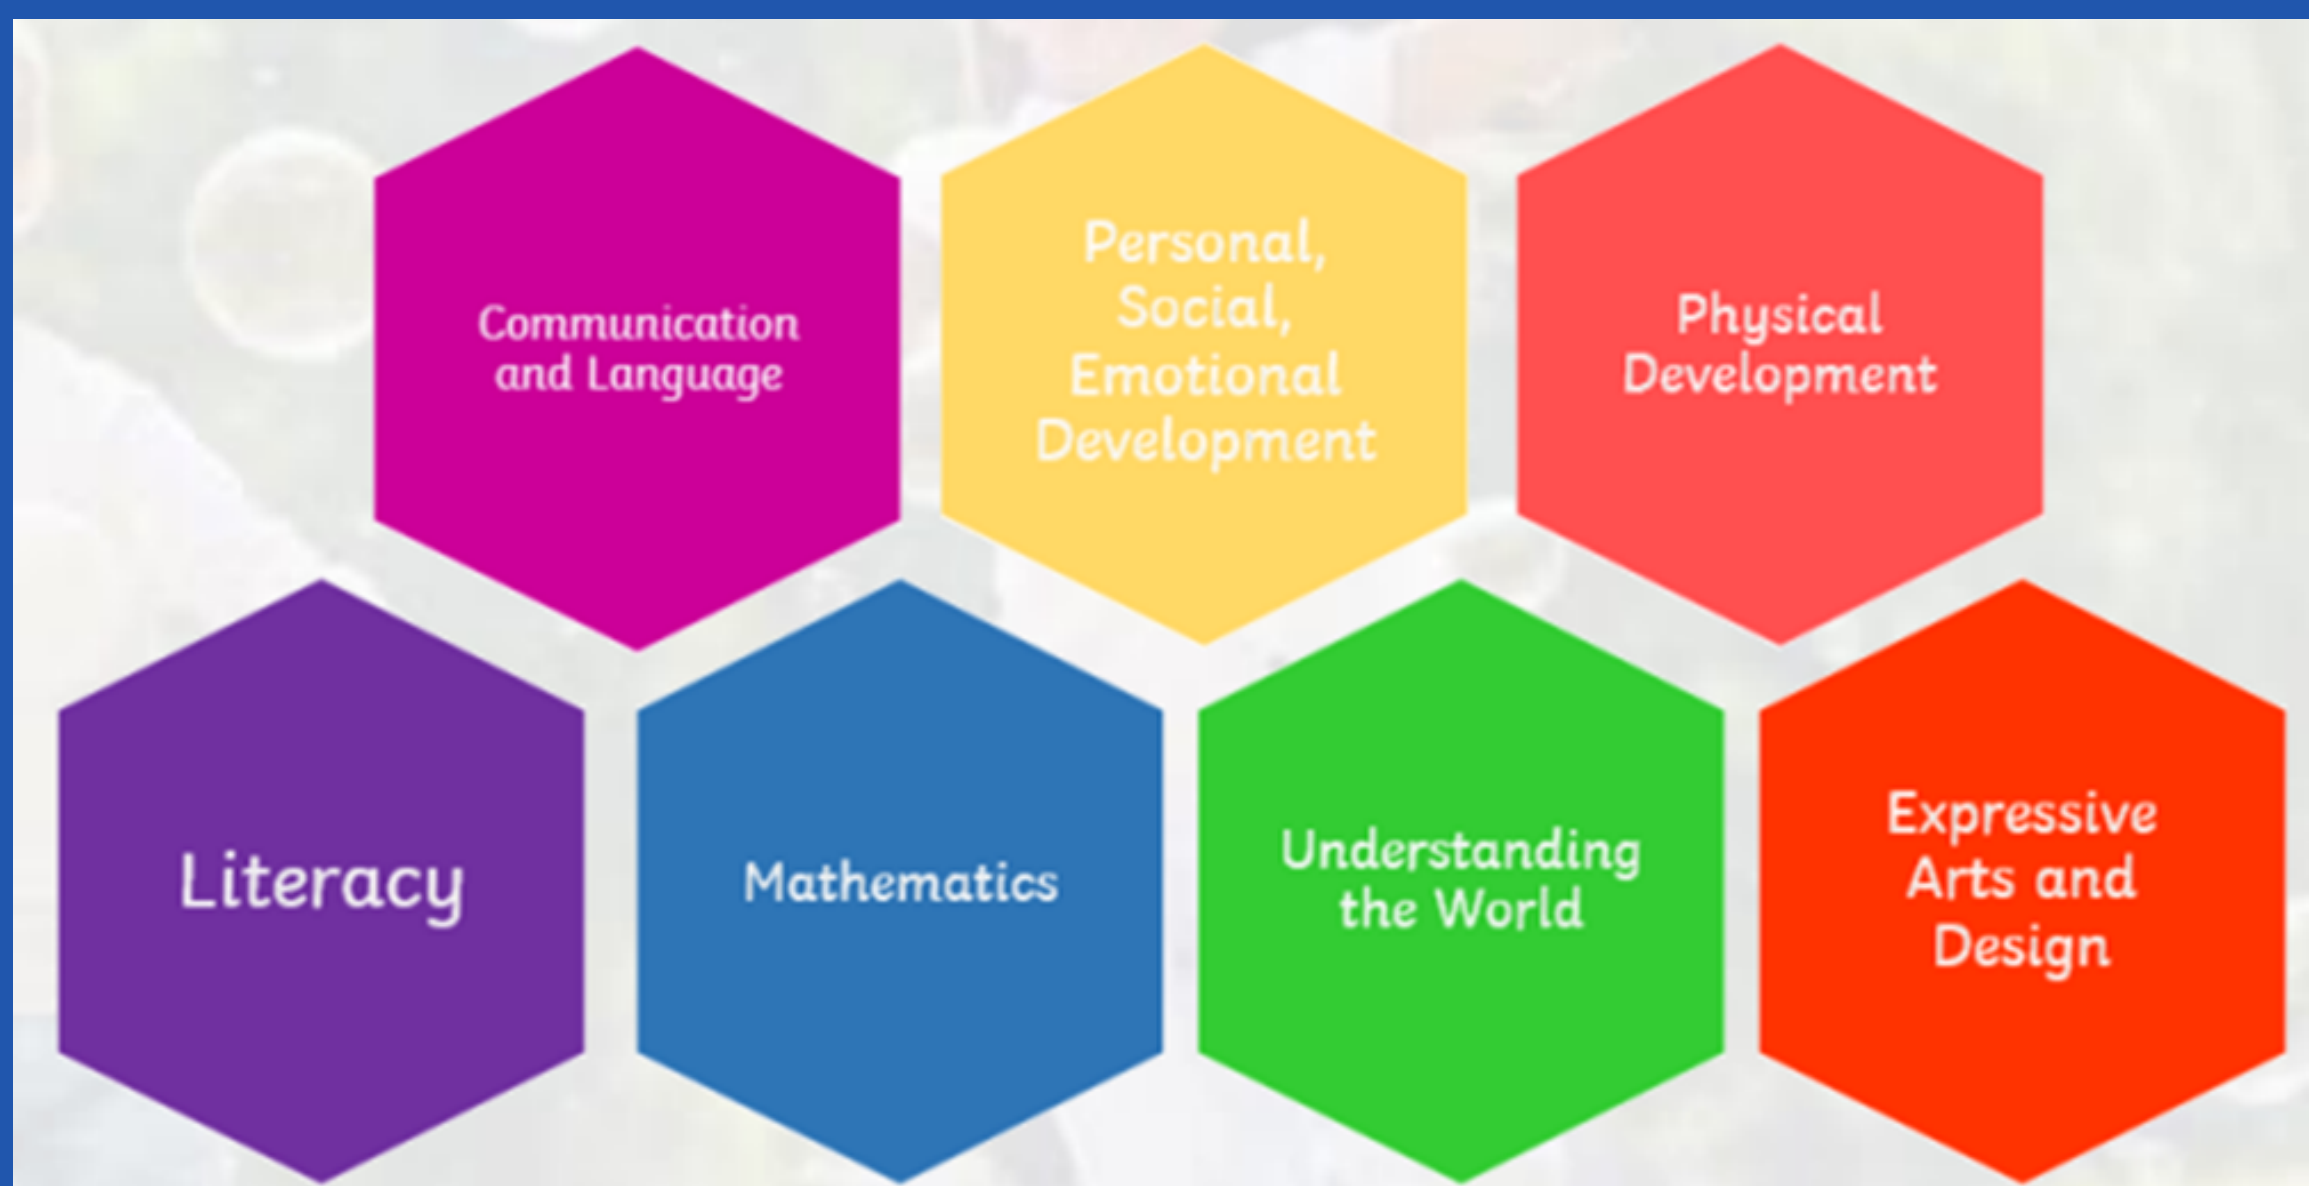 Communication
and Language
Personal,
Social,
Emotional
Development
Physical
Development
Literacy
Mathematics
Understanding
the World
Expressive
Arts and
Design